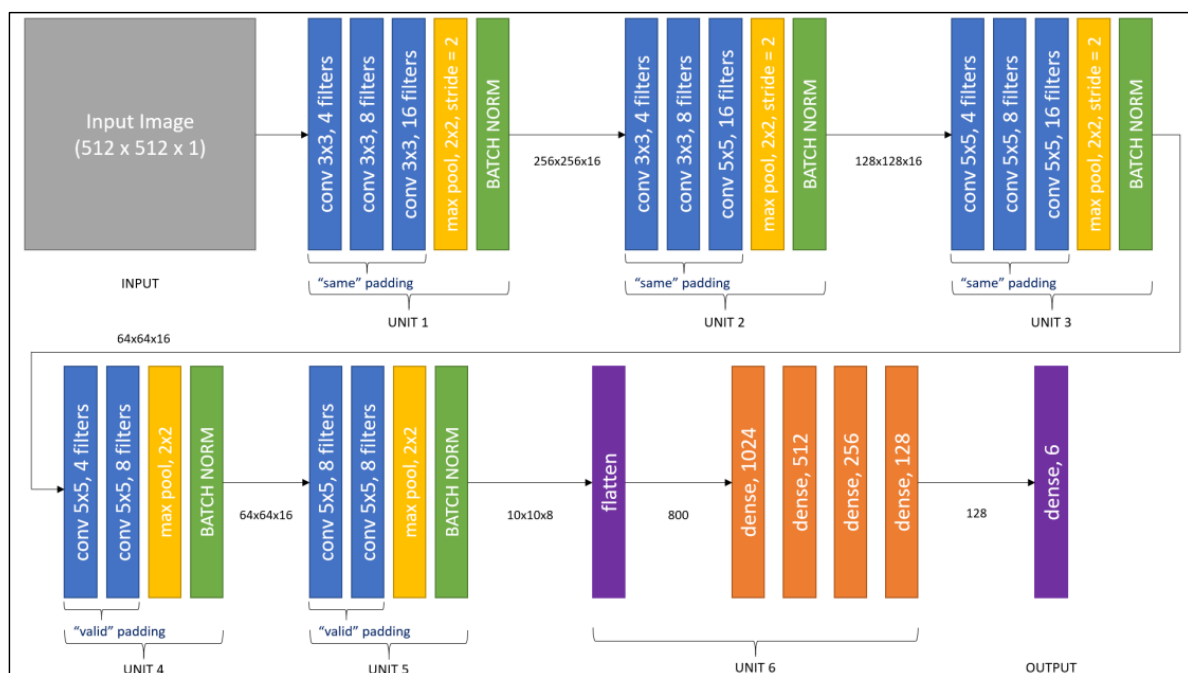 Input Image
(512 x 512 x 1)
INPUT
conv 3x3, 4 filters
conv 3x3, 8 filters
conv 3x3, 16 filters
max pool, 2x2, stride = 2
BATCH NORM
"same" padding
UNIT 1
256x256x16
conv 3x3, 4 filters
conv 3x3, 8 filters
conv 5x5, 16 filters
max pool, 2x2, stride = 2
BATCH NORM
"same" padding
UNIT 2
128x128x16
conv 5x5, 4 filters
conv 5x5, 8 filters
conv 5x5, 16 filters
max pool, 2x2, stride = 2
BATCH NORM
"same" padding
UNIT 3
64x64x16
conv 5x5, 4 filters
conv 5x5, 8 filters
max pool, 2x2
BATCH NORM
"valid" padding
UNIT 4
64x64x16
conv 5x5, 8 filters
conv 5x5, 8 filters
max pool, 2x2
BATCH NORM
"valid" padding
UNIT 5
10x10x8
flatten
800
dense, 1024
dense, 512
dense, 256
dense, 128
UNIT 6
128
dense, 6
OUTPUT